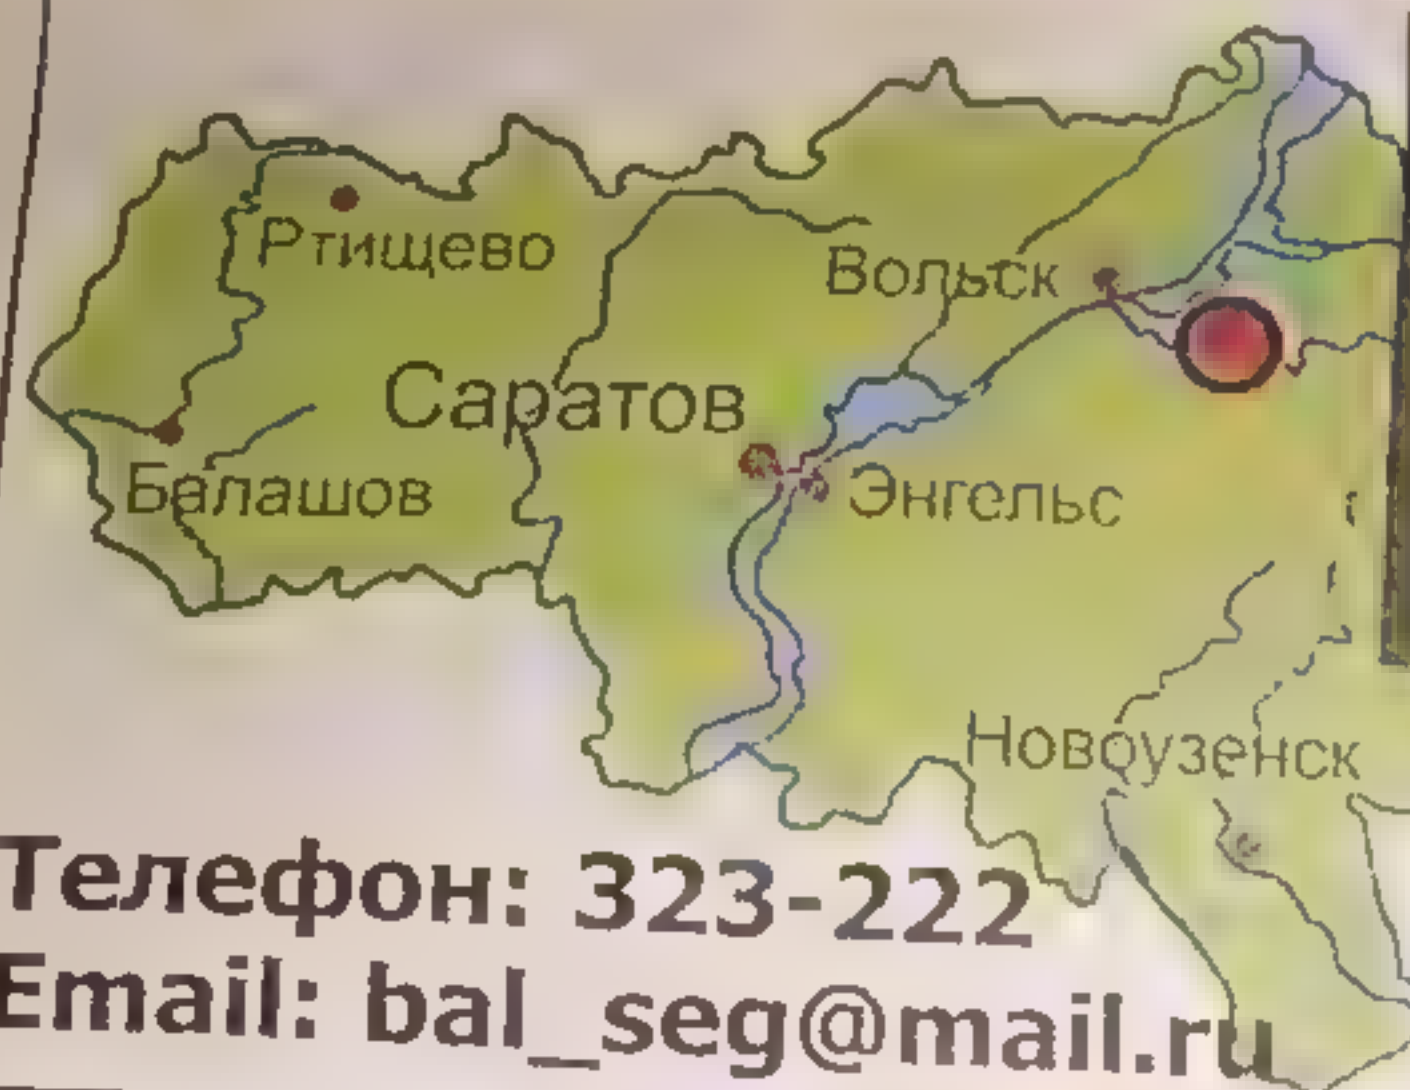 Ртищево
Вольск
Саратов
Балашов
Энгельс
Новоузенск
Телефон: 323-222
Email: bal_seg@mail.ru